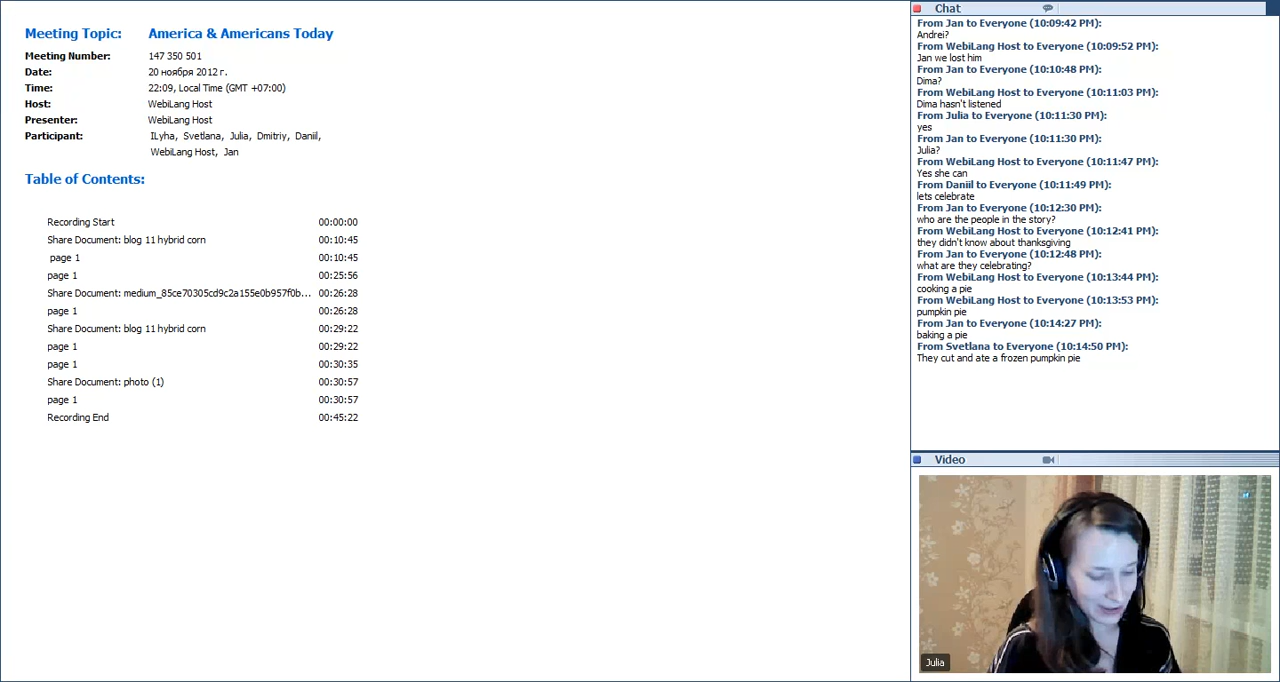 Meeting Topic: America & Americans Today
Meeting Number: 147 350 501
Date: 20 ноября 2012 г.
Time: 22:09, Local Time (GMT +07:00)
Host: WebiLang Host
Presenter: WebiLang Host
Participant: ILyha, Svetlana, Julia, Dmitriy, Daniil,
WebiLang Host, Jan
Table of Contents:
Recording Start 00:00:00
Share Document: blog 11 hybrid corn 00:10:45
page 1 00:10:45
page 1 00:25:56
Share Document: medium_85ce70305cd9c2a155e0b957f0b... 00:26:28
page 1 00:26:28
Share Document: blog 11 hybrid corn 00:29:22
page 1 00:29:22
page 1 00:30:35
Share Document: photo (1) 00:30:57
page 1 00:30:57
Recording End 00:45:22
Chat
From Jan to Everyone (10:09:42 PM):
Andrei?
From WebiLang Host to Everyone (10:09:52 PM):
Jan we lost him
From Jan to Everyone (10:10:48 PM):
Dima?
From WebiLang Host to Everyone (10:11:03 PM):
Dima hasn't listened
From Julia to Everyone (10:11:30 PM):
yes
From Jan to Everyone (10:11:30 PM):
Julia?
From WebiLang Host to Everyone (10:11:47 PM):
Yes she can
From Daniil to Everyone (10:11:49 PM):
lets celebrate
From Jan to Everyone (10:12:30 PM):
who are the people in the story?
From WebiLang Host to Everyone (10:12:41 PM):
they didn't know about thanksgiving
From Jan to Everyone (10:12:48 PM):
what are they celebrating?
From WebiLang Host to Everyone (10:13:44 PM):
cooking a pie
From WebiLang Host to Everyone (10:13:53 PM):
pumpkin pie
From Jan to Everyone (10:14:27 PM):
baking a pie
From Svetlana to Everyone (10:14:50 PM):
They cut and ate a frozen pumpkin pie
Video
Julia